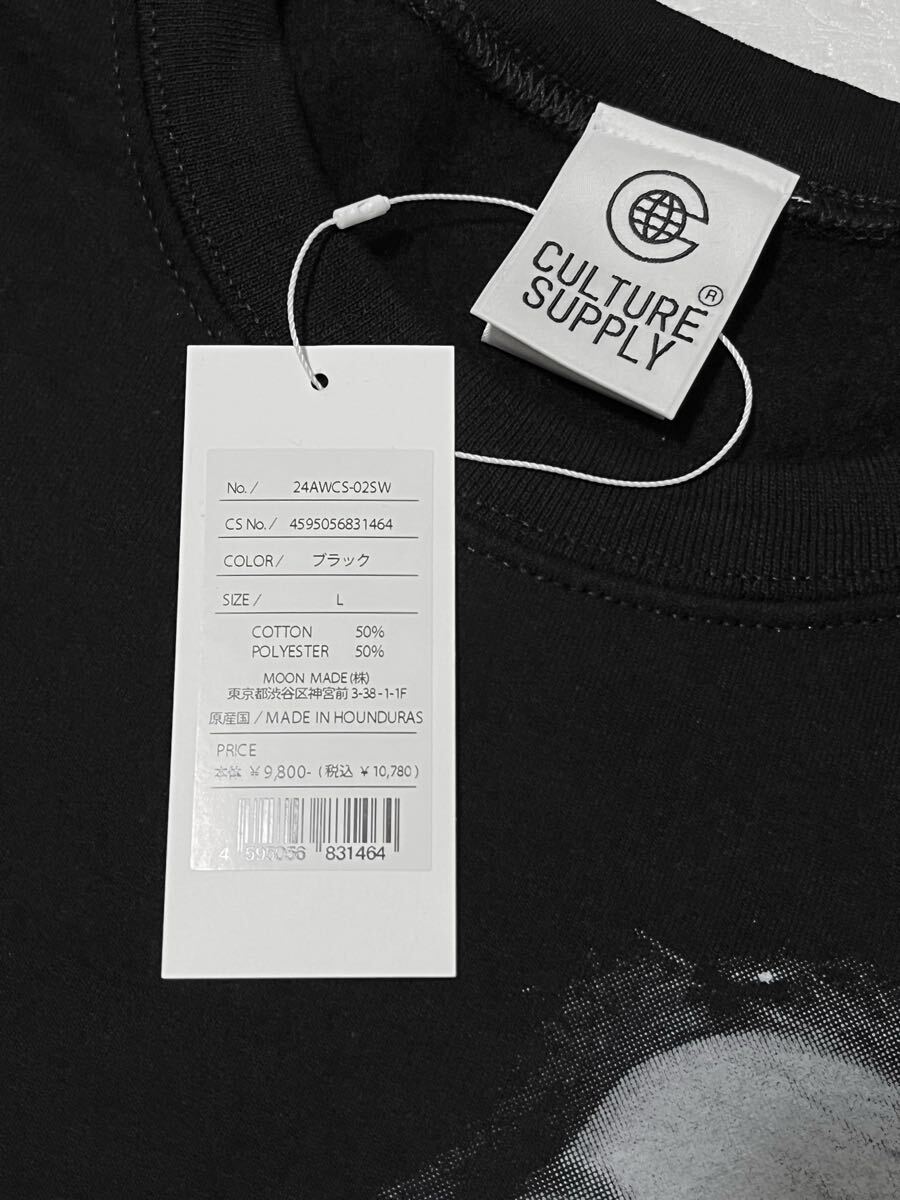 CULTURE
SUPPLY ®
No./ 24AWCS-02SW
CS No./ 4595056831464
COLOR/ ブラック
SIZE/ L
COTTON 50%
POLYESTER 50%
MOON MADE(株)
東京都渋谷区神宮前 3-38-1-1F
原産国 / MADE IN HOUNDURAS
PRICE
本体 ¥9,800- (税込 ¥10,780)
4 595056 831464